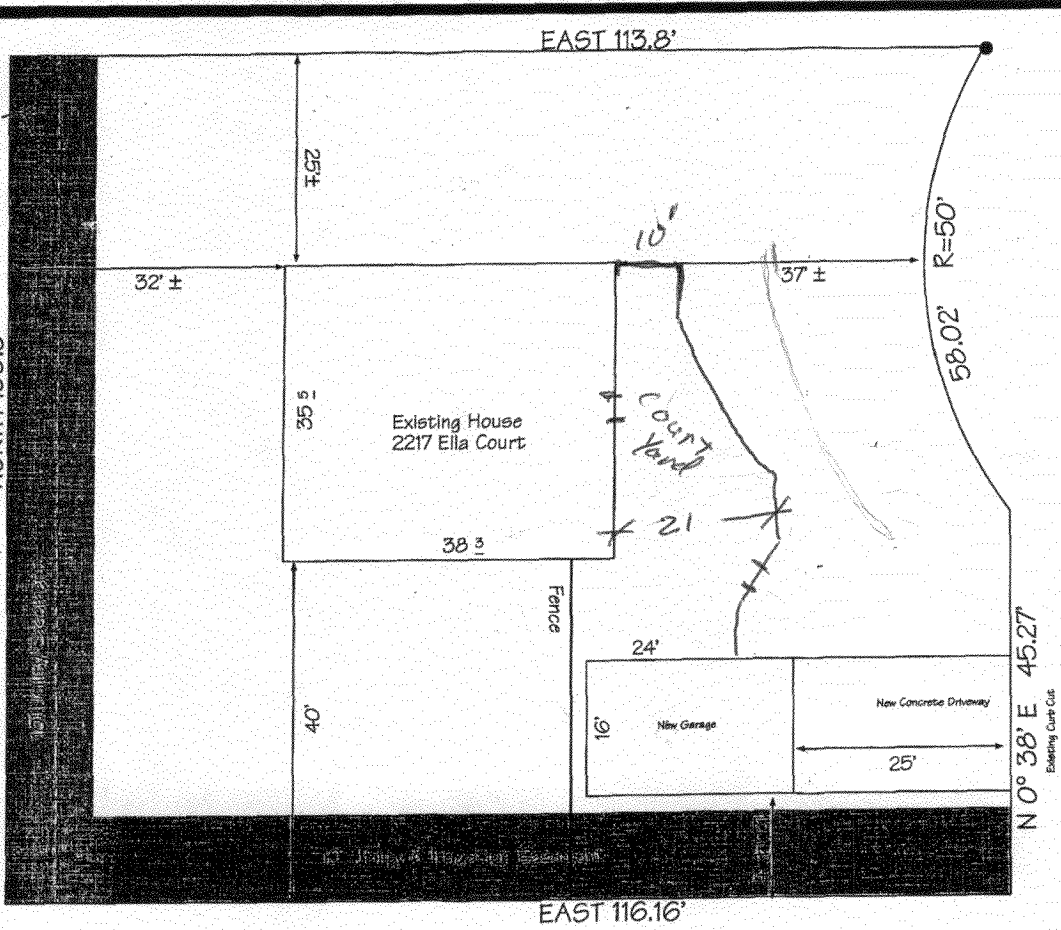 EAST 113.8'
25'±
10'
32' ±
37' ±
R=50'
58.02'
35 5
Existing House
2217 Ella Court
Court
Yard
21
38 3
Fence
24'
40'
16'
New Garage
New Concrete Driveway
25'
N 0° 38' E 45.27'
Existing Curb Cut
EAST 116.16'